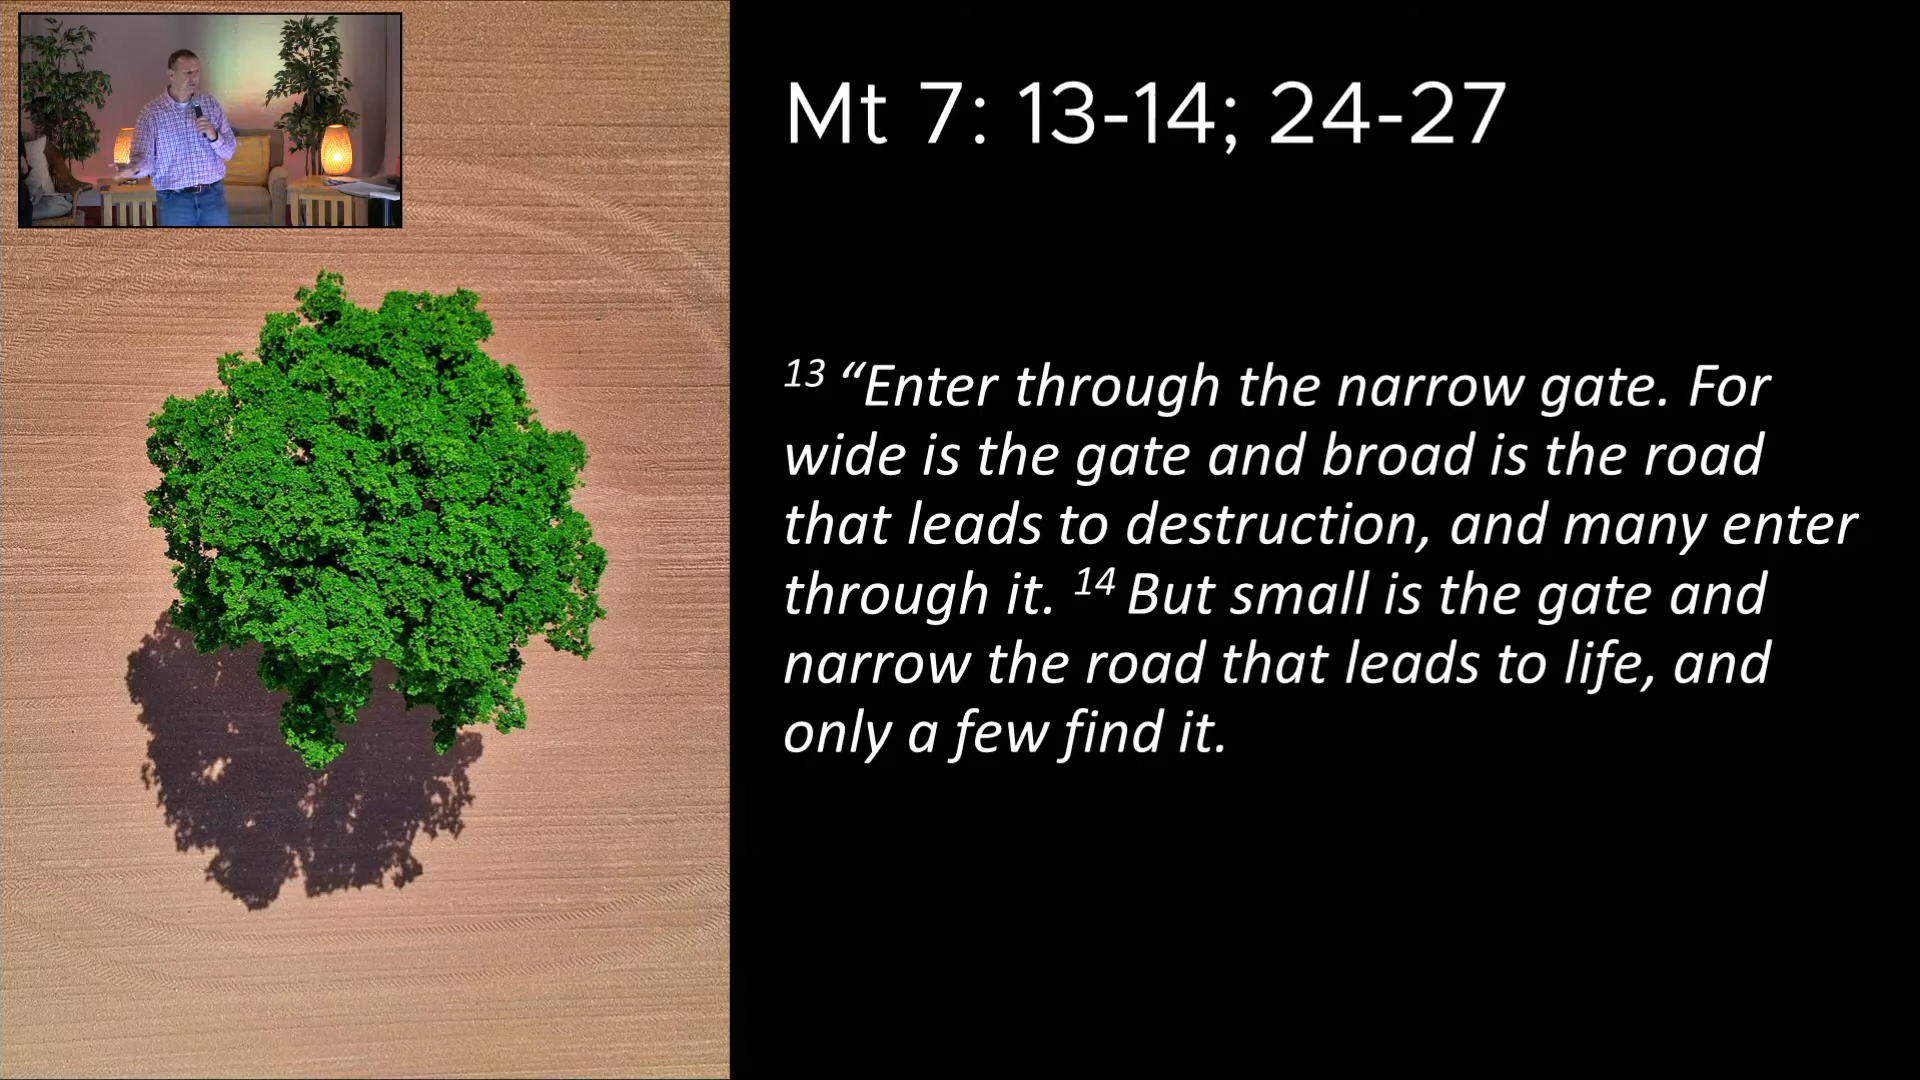 Mt 7: 13-14; 24-27
13 “Enter through the narrow gate. For
wide is the gate and broad is the road
that leads to destruction, and many enter
through it. 14 But small is the gate and
narrow the road that leads to life, and
only a few find it.